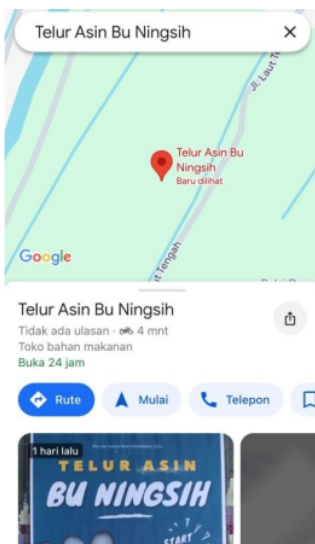 Telur Asin Bu Ningsih
Jl. Laut T
Telur Asin Bu
Ningsih
Baru dilihat
ut Tengah
Google
Telur Asin Bu Ningsih
Tidak ada ulasan · 4 mnt
Toko bahan makanan
Buka 24 jam
Rute
Mulai
Telepon
1 hari lalu
TELUR ASIN
BU NINGSIH
START